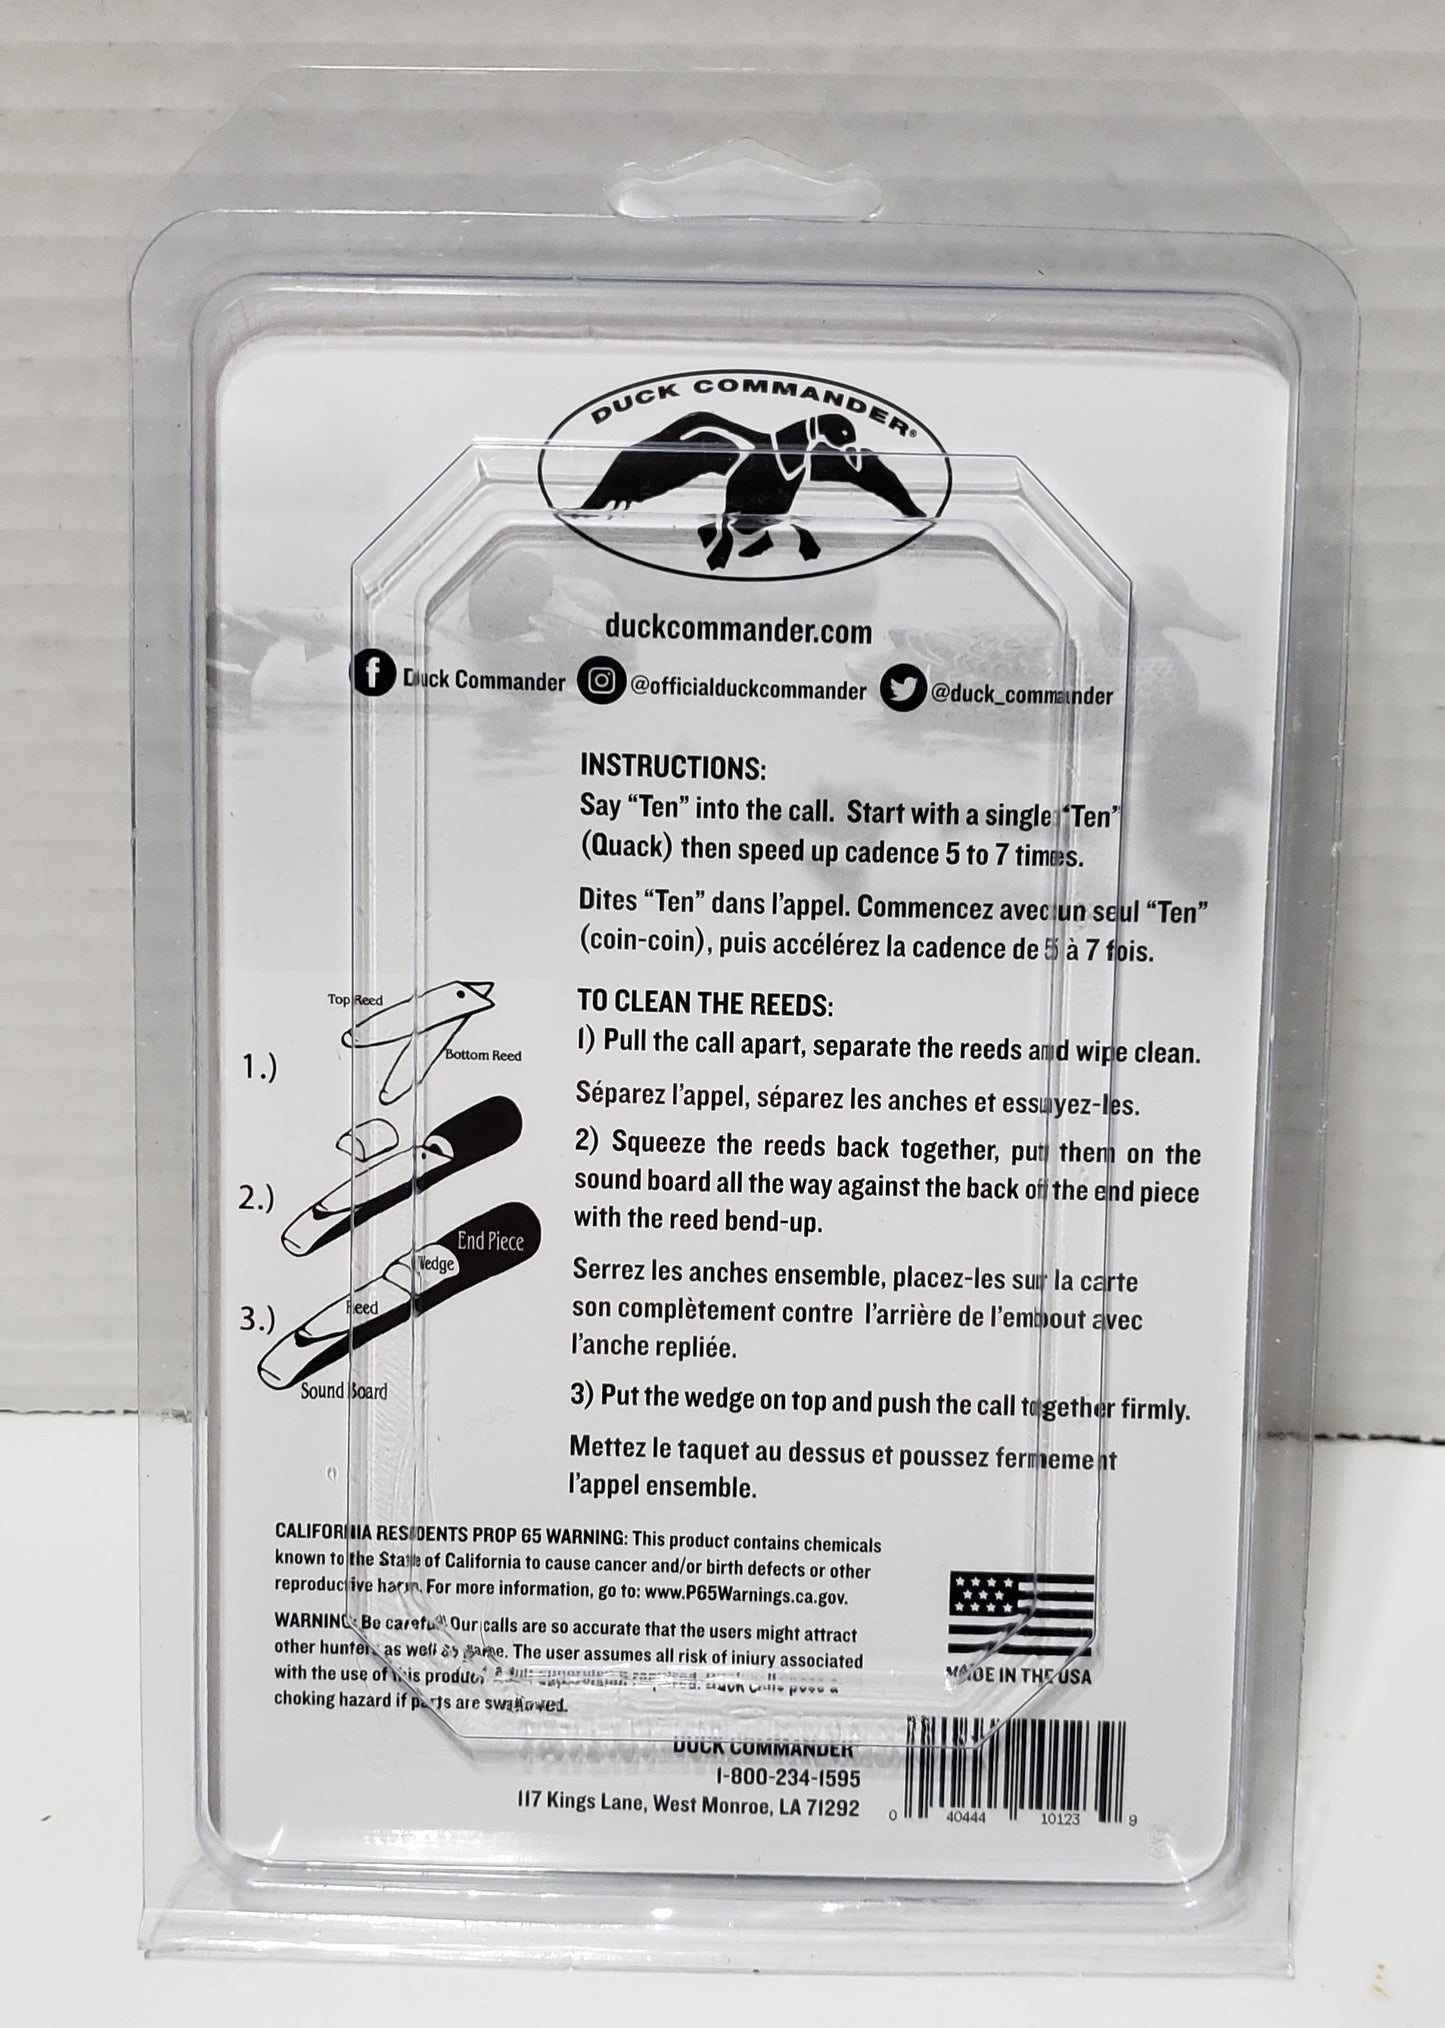 DUCK COMMANDER®
duckcommander.com
Duck Commander @officialduckcommander @duck_commander
INSTRUCTIONS:
Say “Ten” into the call. Start with a single “Ten”
(Quack) then speed up cadence 5 to 7 times.
Dites “Ten” dans l’appel. Commencez avec un seul “Ten”
(coin-coin), puis accélérez la cadence de 5 à 7 fois.
TO CLEAN THE REEDS:
1) Pull the call apart, separate the reeds and wipe clean.
Séparez l’appel, séparez les anches et essuyez-les.
2) Squeeze the reeds back together, put them on the
sound board all the way against the back of the end piece
with the reed bend-up.
Serrez les anches ensemble, placez-les sur la carte
son complètement contre l’arrière de l’embout avec
l’anche repliée.
3) Put the wedge on top and push the call together firmly.
Mettez le taquet au dessus et poussez fermement
l’appel ensemble.
Top Reed
Bottom Reed
1.)
2.)
End Piece
Wedge
Reed
3.)
Sound Board
CALIFORNIA RESIDENTS PROP 65 WARNING: This product contains chemicals
known to the State of California to cause cancer and/or birth defects or other
reproductive harm. For more information, go to: www.P65Warnings.ca.gov.
WARNING: Be careful! Our calls are so accurate that the users might attract
other hunters as well as game. The user assumes all risk of injury associated
with the use of this product. Adult supervision is required. Duck Calls pose a
choking hazard if parts are swallowed.
MADE IN THE USA
DUCK COMMANDER
1-800-234-1595
117 Kings Lane, West Monroe, LA 71292
0 40444 10123 9